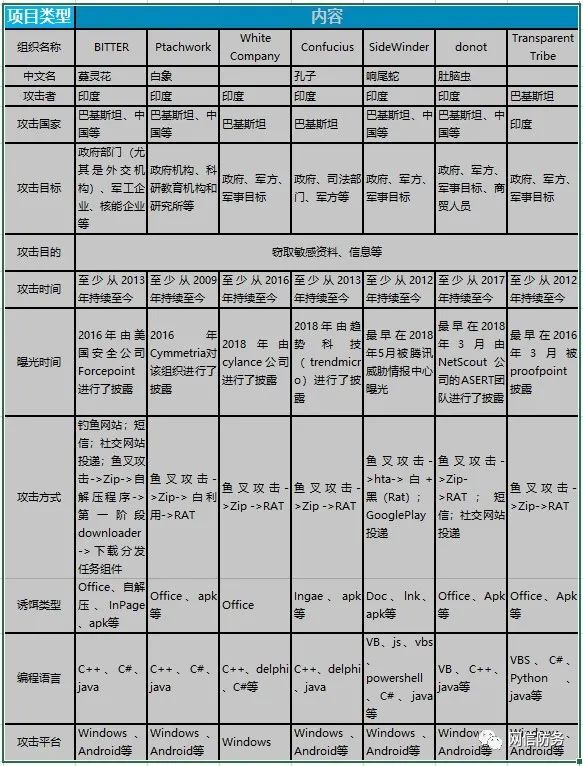 项目类型 内容
组织名称 BITTER Ptachwork White Company Confucius SideWinder donot Transparent Tribe
中文名 蔓灵花 白象 孔子 响尾蛇 肚脑虫
攻击者 印度 印度 印度 印度 印度 印度 巴基斯坦
攻击国家 巴基斯坦、中国等 巴基斯坦、中国等 巴基斯坦 巴基斯坦 巴基斯坦、中国等 巴基斯坦、中国等 印度
攻击目标 政府部门（尤其是外交机构）、军工企业、核能企业等 政府机构、科研教育机构和研究所等 政府、军方、军事目标 政府、司法部门、军方等 政府、军方、军事目标 政府、军方、军事目标、商贸人员 政府、军方、军事目标
攻击目的 窃取敏感资料、信息等
攻击时间 至少从2013年持续至今 至少从2009年持续至今 至少从2016年持续至今 至少从2013年持续至今 至少从2012年持续至今 至少从2017年持续至今 至少从2012年持续至今
曝光时间 2016年由美国安全公司Forcepoint进行了披露 2016年Cymmetria对该组织进行了披露 2018年由cylance公司进行了披露 2018年由趋势科技（trendmicro）进行了披露 最早在2018年5月被腾讯威胁情报中心曝光 最早在2018年3月由NetScout公司的ASERT团队进行了披露 最早在2016年3月被proofpoint披露
攻击方式 钓鱼网站；短信；社交网站投递；鱼叉攻击->Zip->自解压程序->第一阶段downloader->下载分发任务组件 鱼叉攻击->Zip->白利用->RAT 鱼叉攻击->Zip ->RAT 鱼叉攻击->Zip ->RAT 鱼叉攻击->hta->白+黑(Rat)；GooglePlay投递 鱼叉攻击->Zip->RAT；短信；社交网站投递 鱼叉攻击->Zip ->RAT
诱饵类型 Office、自解压、InPage、apk等 Office、apk等 Office Ingae、apk等 Doc、lnk、apk等 Office、Apk等 Office、Apk等
编程语言 C++、C#、java C++、C#、java C++、delphi、C#等 C++、delphi、java VB、js、vbs、powershell、C#、java等 VB、C++、java等 VBS、C#、Python、java等
攻击平台 Windows、Android等 Windows、Android等 Windows Windows、Android等 Windows、Android等 Windows、Android等 Windows、Android等
网信防务